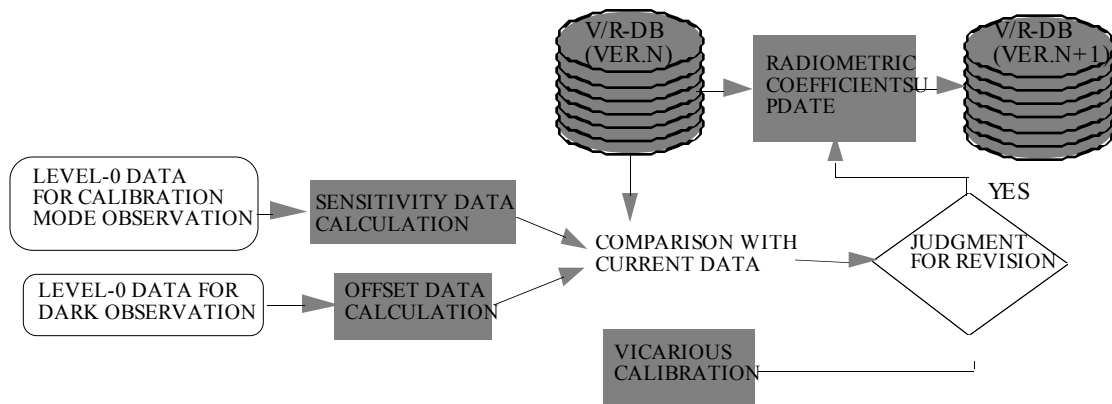 V/R-DB
(VER.N)
RADIOMETRIC
COEFFICIENTSU
PDATE
V/R-DB
(VER.N+1)
LEVEL-0 DATA
FOR CALIBRATION
MODE OBSERVATION
SENSITIVITY DATA
CALCULATION
COMPARISON WITH
CURRENT DATA
YES
JUDGMENT
FOR REVISION
LEVEL-0 DATA FOR
DARK OBSERVATION
OFFSET DATA
CALCULATION
VICARIOUS
CALIBRATION